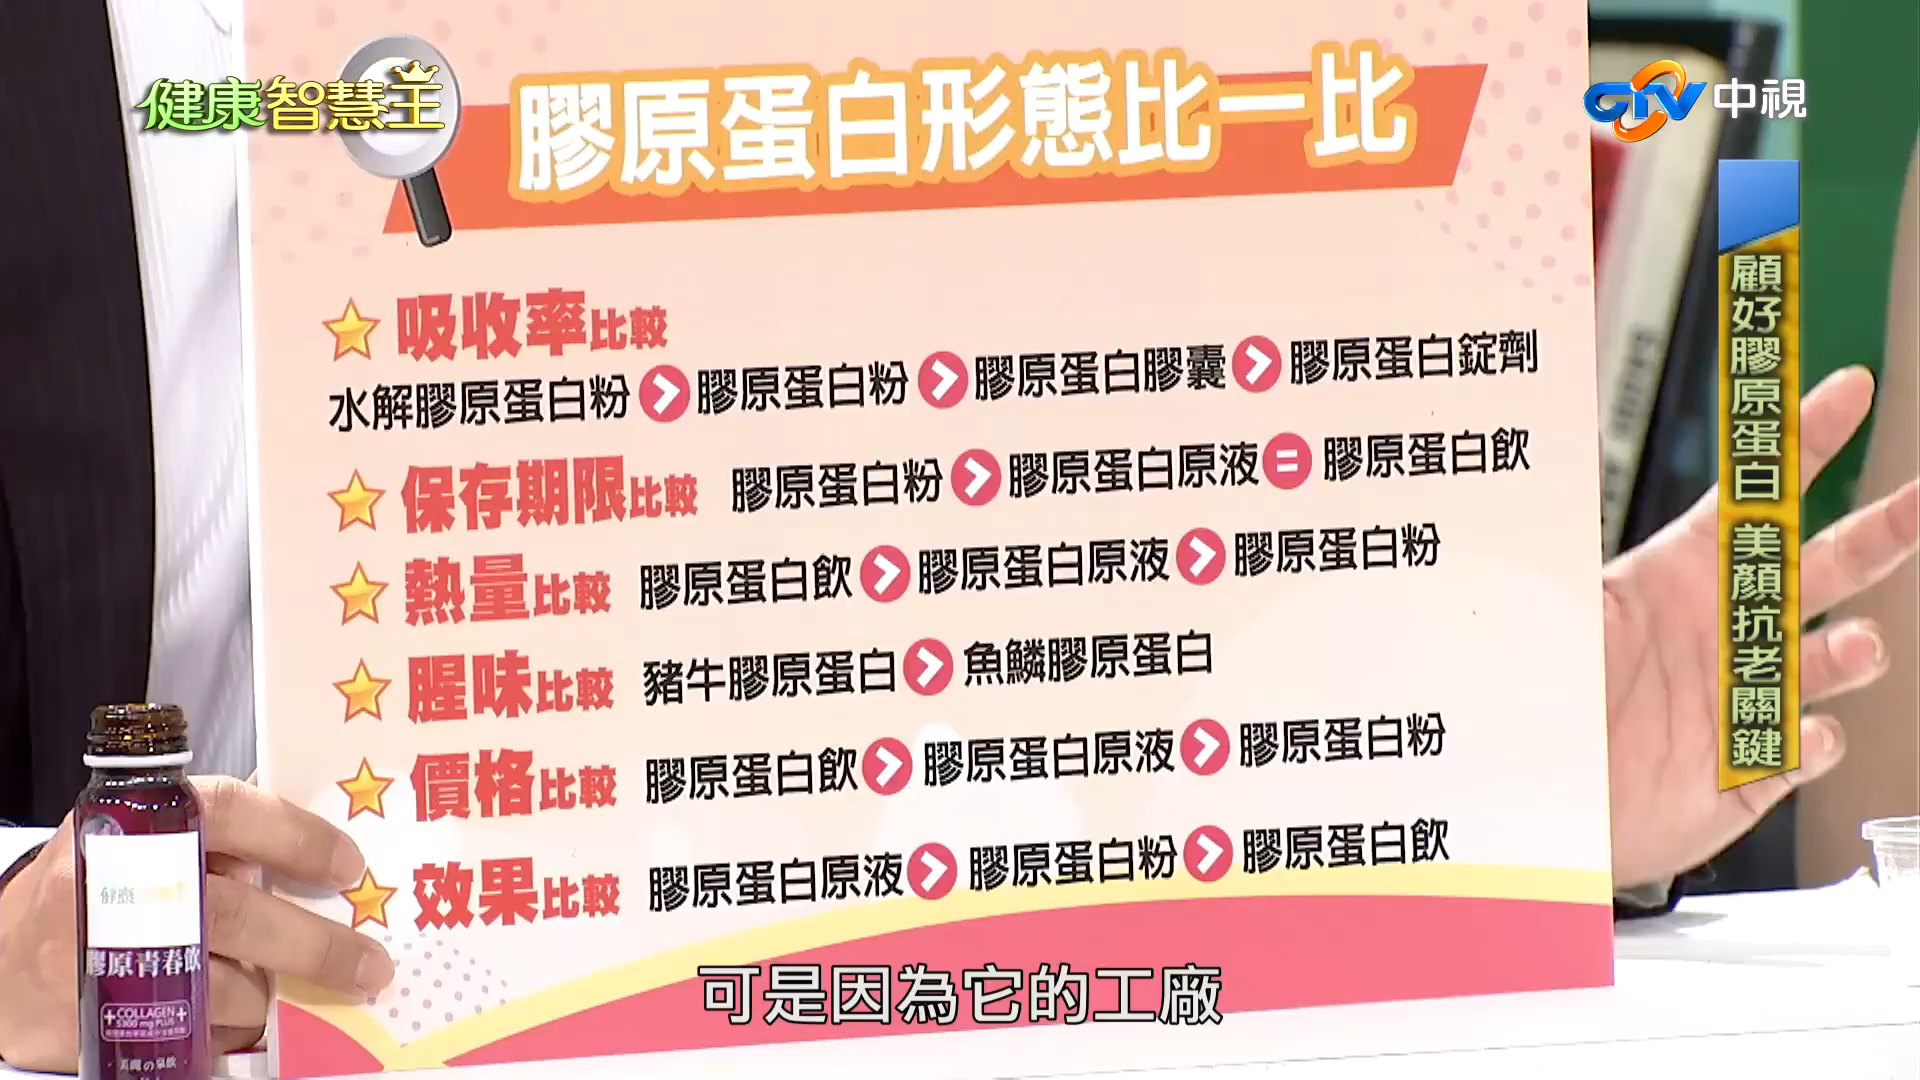 健康智慧王
膠原蛋白形態比一比
CTV中視
吸收率比較
水解膠原蛋白粉 > 膠原蛋白粉 > 膠原蛋白膠囊 > 膠原蛋白錠劑
保存期限比較 膠原蛋白粉 > 膠原蛋白原液 = 膠原蛋白飲
熱量比較 膠原蛋白飲 > 膠原蛋白原液 > 膠原蛋白粉
腥味比較 豬牛膠原蛋白 > 魚鱗膠原蛋白
價格比較 膠原蛋白飲 > 膠原蛋白原液 > 膠原蛋白粉
效果比較 膠原蛋白原液 > 膠原蛋白粉 > 膠原蛋白飲
顧好膠原蛋白 美顏抗老關鍵
健康
膠原青春飲
COLLAGEN
5300 mg PLUS
可是因為它的工廠